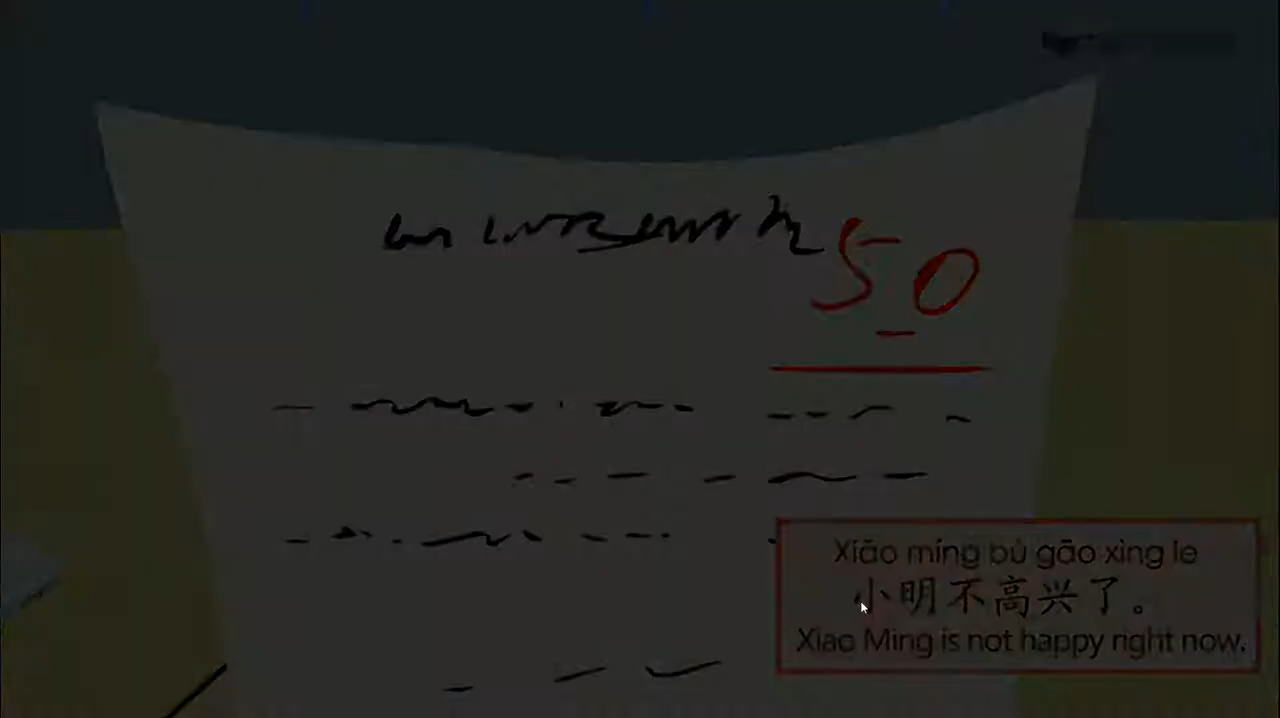 50
Xiǎo míng bù gāo xìng le
小明不高兴了。
Xiao Ming is not happy right now.